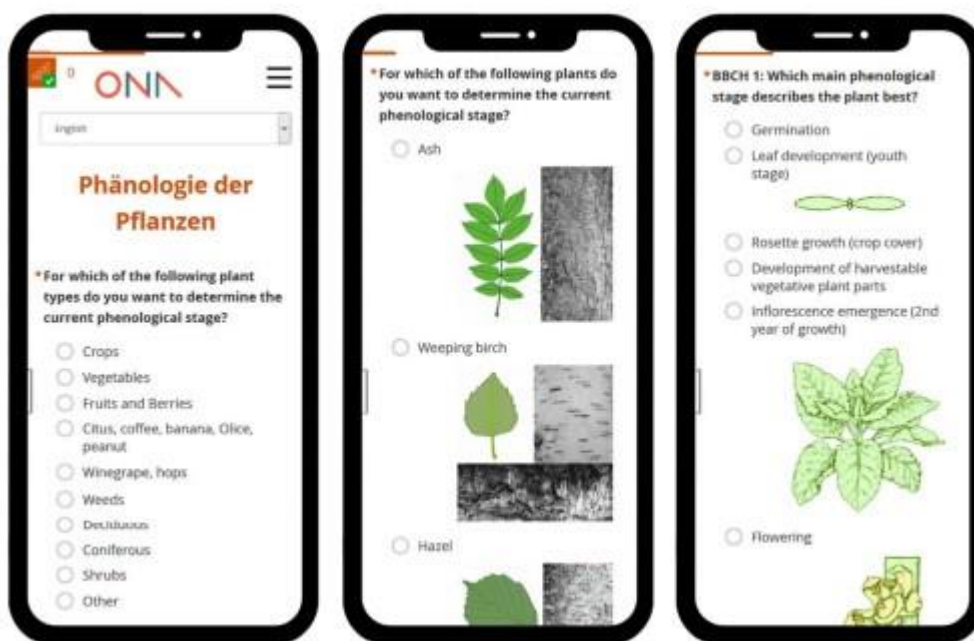 0
ONA
English
Phänologie der
Pflanzen
*For which of the following plant
types do you want to determine the
current phenological stage?
Crops
Vegetables
Fruits and Berries
Citus, coffee, banana, Olice,
peanut
Winegrape, hops
Weeds
Deciduous
Coniferous
Shrubs
Other
*For which of the following plants do
you want to determine the current
phenological stage?
Ash
Weeping birch
Hazel
*BBCH 1: Which main phenological
stage describes the plant best?
Germination
Leaf development (youth
stage)
Rosette growth (crop cover)
Development of harvestable
vegetative plant parts
Inflorescence emergence (2nd
year of growth)
Flowering